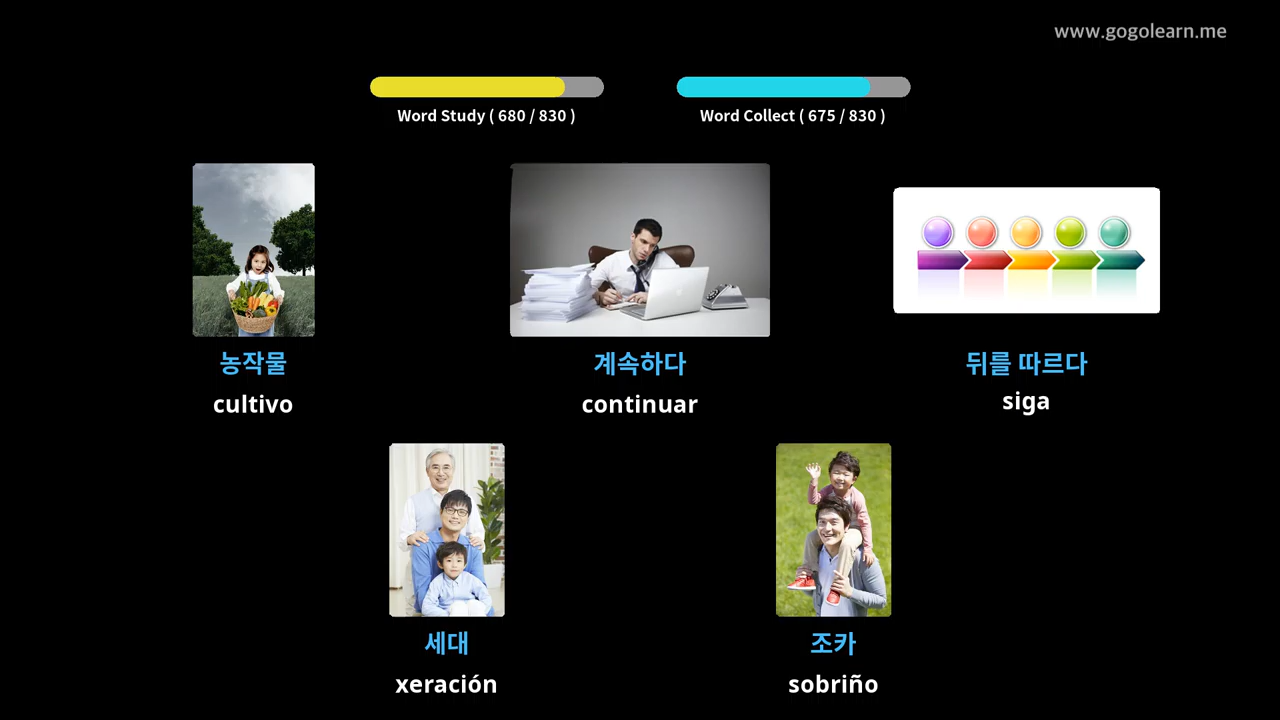 www.gogolearn.me
Word Study ( 680 / 830 )
Word Collect ( 675 / 830 )
농작물
cultivo
계속하다
continuar
뒤를 따르다
siga
세대
xeración
조카
sobriño